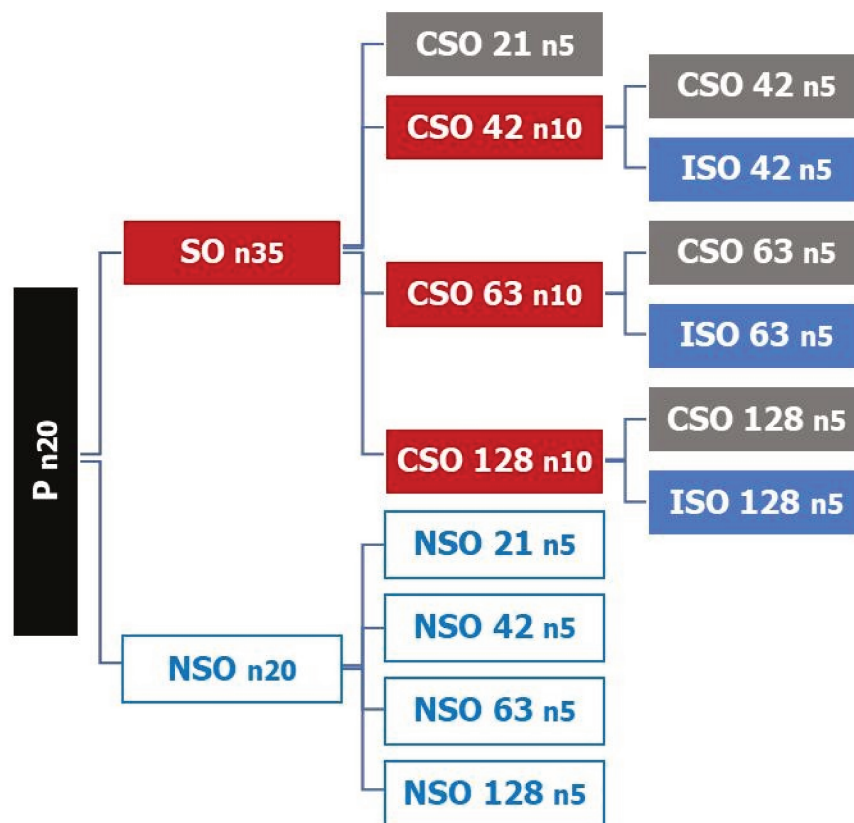 CSO 21 n5
CSO 42 n5
CSO 42 n10
ISO 42 n5
SO n35
CSO 63 n5
CSO 63 n10
ISO 63 n5
P n20
CSO 128 n5
CSO 128 n10
ISO 128 n5
NSO 21 n5
NSO 42 n5
NSO n20
NSO 63 n5
NSO 128 n5